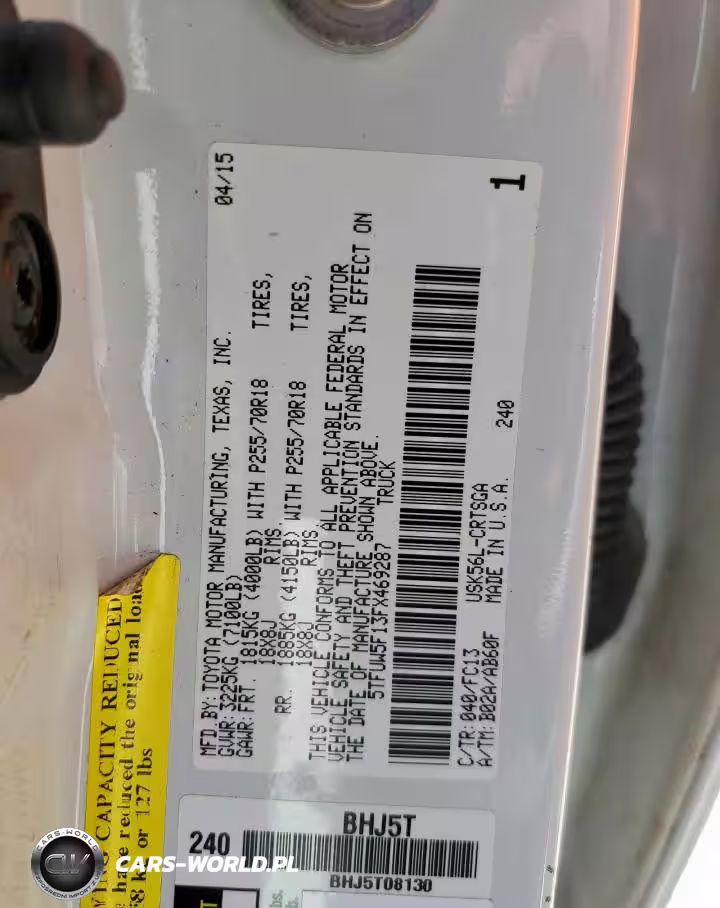 04/15
MFD.BY:TOYOTA MOTOR MANUFACTURING, TEXAS, INC.
GVWR:3225KG (7100LB)
GAWR:FRT. 1815KG (4000LB) WITH P255/70R18 TIRES,
18X8J RIMS,
RR. 1885KG (4150LB) WITH P255/70R18 TIRES,
18X8J RIMS,
THIS VEHICLE CONFORMS TO ALL APPLICABLE FEDERAL MOTOR
VEHICLE SAFETY AND THEFT PREVENTION STANDARDS IN EFFECT ON
THE DATE OF MANUFACTURE SHOWN ABOVE.
5TFUW5F13FX469287 TRUCK
C/TR:040/FC13 USK56L-CRTSGA 240
A/TM:B02A/AB60F MADE IN U.S.A.
1
CAPACITY REDUCED
have reduced the original load
kg or 127 lbs
BHJ5T
240
BHJ5T08130
CARS-WORLD
CW
CARS-WORLD.PL